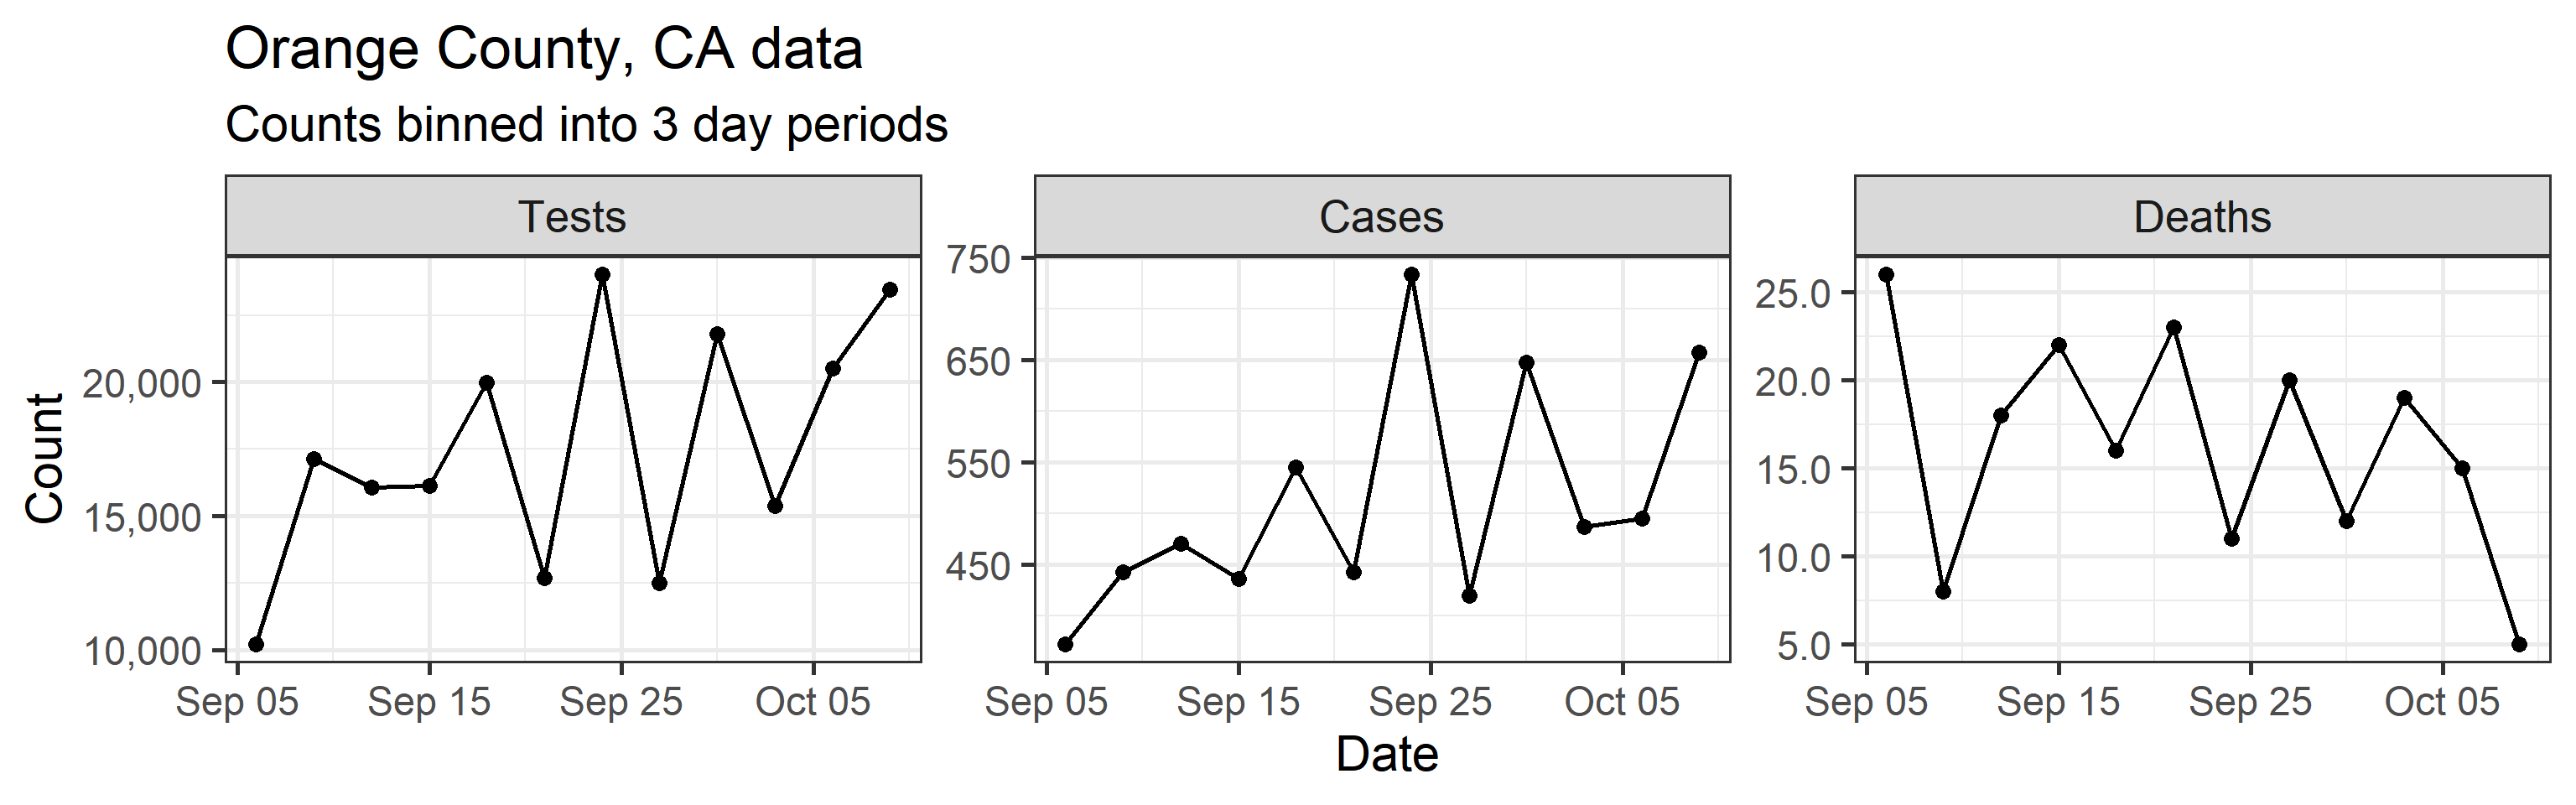 Orange County, CA data
Counts binned into 3 day periods
Tests
Cases
Deaths
Count
20,000
15,000
10,000
750
650
550
450
25.0
20.0
15.0
10.0
5.0
Sep 05
Sep 15
Sep 25
Oct 05
Sep 05
Sep 15
Sep 25
Oct 05
Sep 05
Sep 15
Sep 25
Oct 05
Date